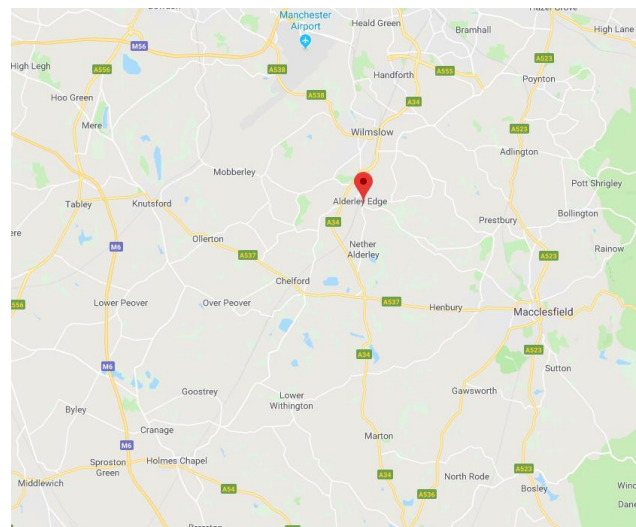 Manchester
Airport
Heald Green
Bramhall
High Lane
M56
High Legh
A556
A538
A555
A523
Handforth
Poynton
Hoo Green
A538
A34
Mere
Wilmslow
A523
Adlington
Mobberley
Pott Shrigley
Tabley
Knutsford
Alderley Edge
Bollington
Prestbury
A34
Ollerton
M6
Nether
Alderley
Rainow
A537
A523
Chelford
Lower Peover
Over Peover
A537
Henbury
Macclesfield
A34
A523
M6
Sutton
Goostrey
Lower
Withington
Gawsworth
Byley
Cranage
Marton
M6
Sproston
Green
Holmes Chapel
A34
North Rode
A523
Middlewich
A54
A536
Bosley